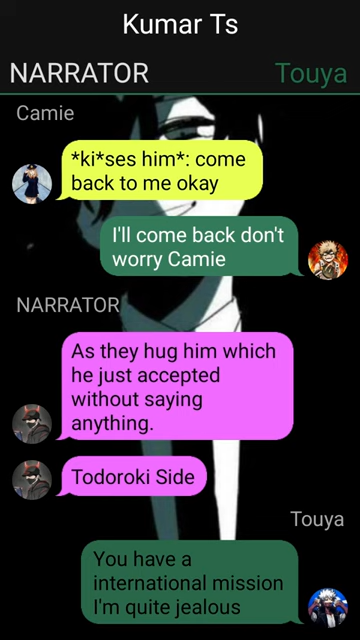 Kumar Ts
NARRATOR
Touya
Camie
*ki*ses him*: come
back to me okay
I'll come back don't
worry Camie
NARRATOR
As they hug him which
he just accepted
without saying
anything.
Todoroki Side
Touya
You have a
international mission
I'm quite jealous